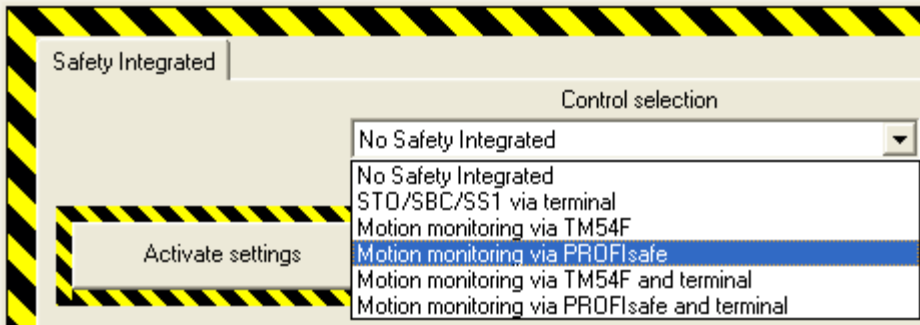 Safety Integrated
Control selection
No Safety Integrated
No Safety Integrated
STO/SBC/SS1 via terminal
Motion monitoring via TM54F
Activate settings
Motion monitoring via PROFIsafe
Motion monitoring via TM54F and terminal
Motion monitoring via PROFIsafe and terminal